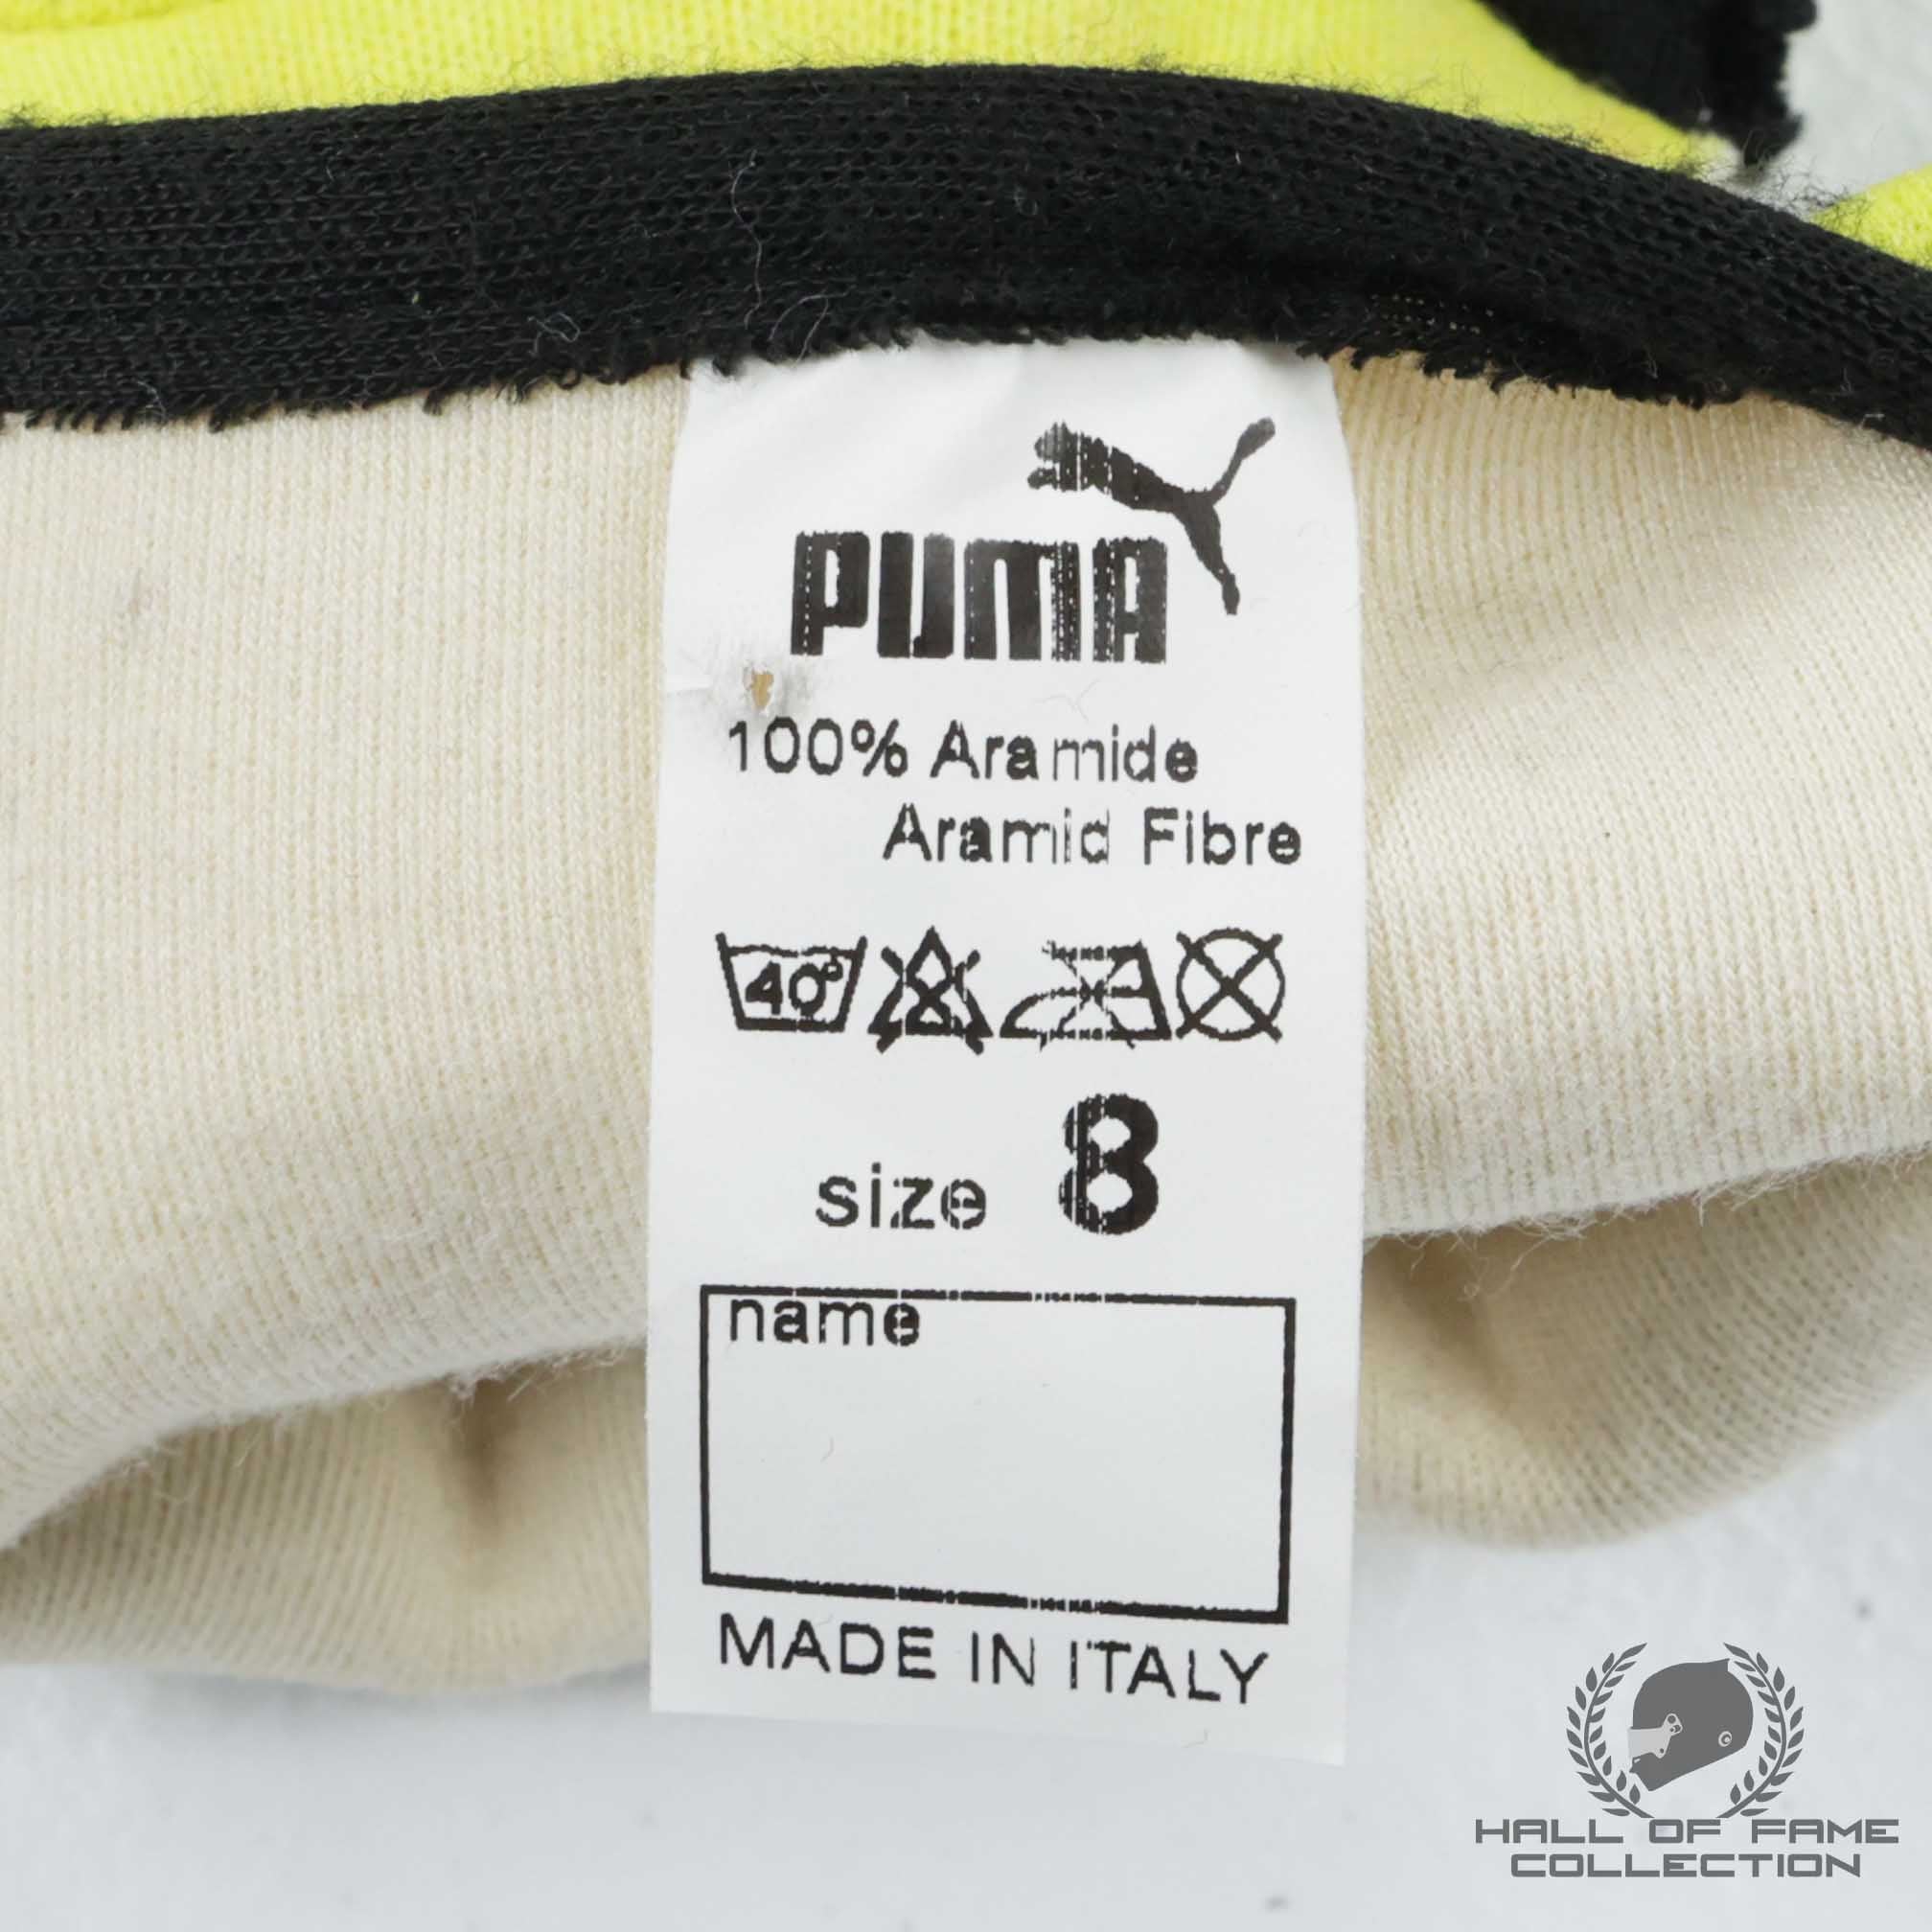 PUMA
100% Aramide
Aramid Fibre
40°
size 8
name
MADE IN ITALY
HALL OF FAME
COLLECTION